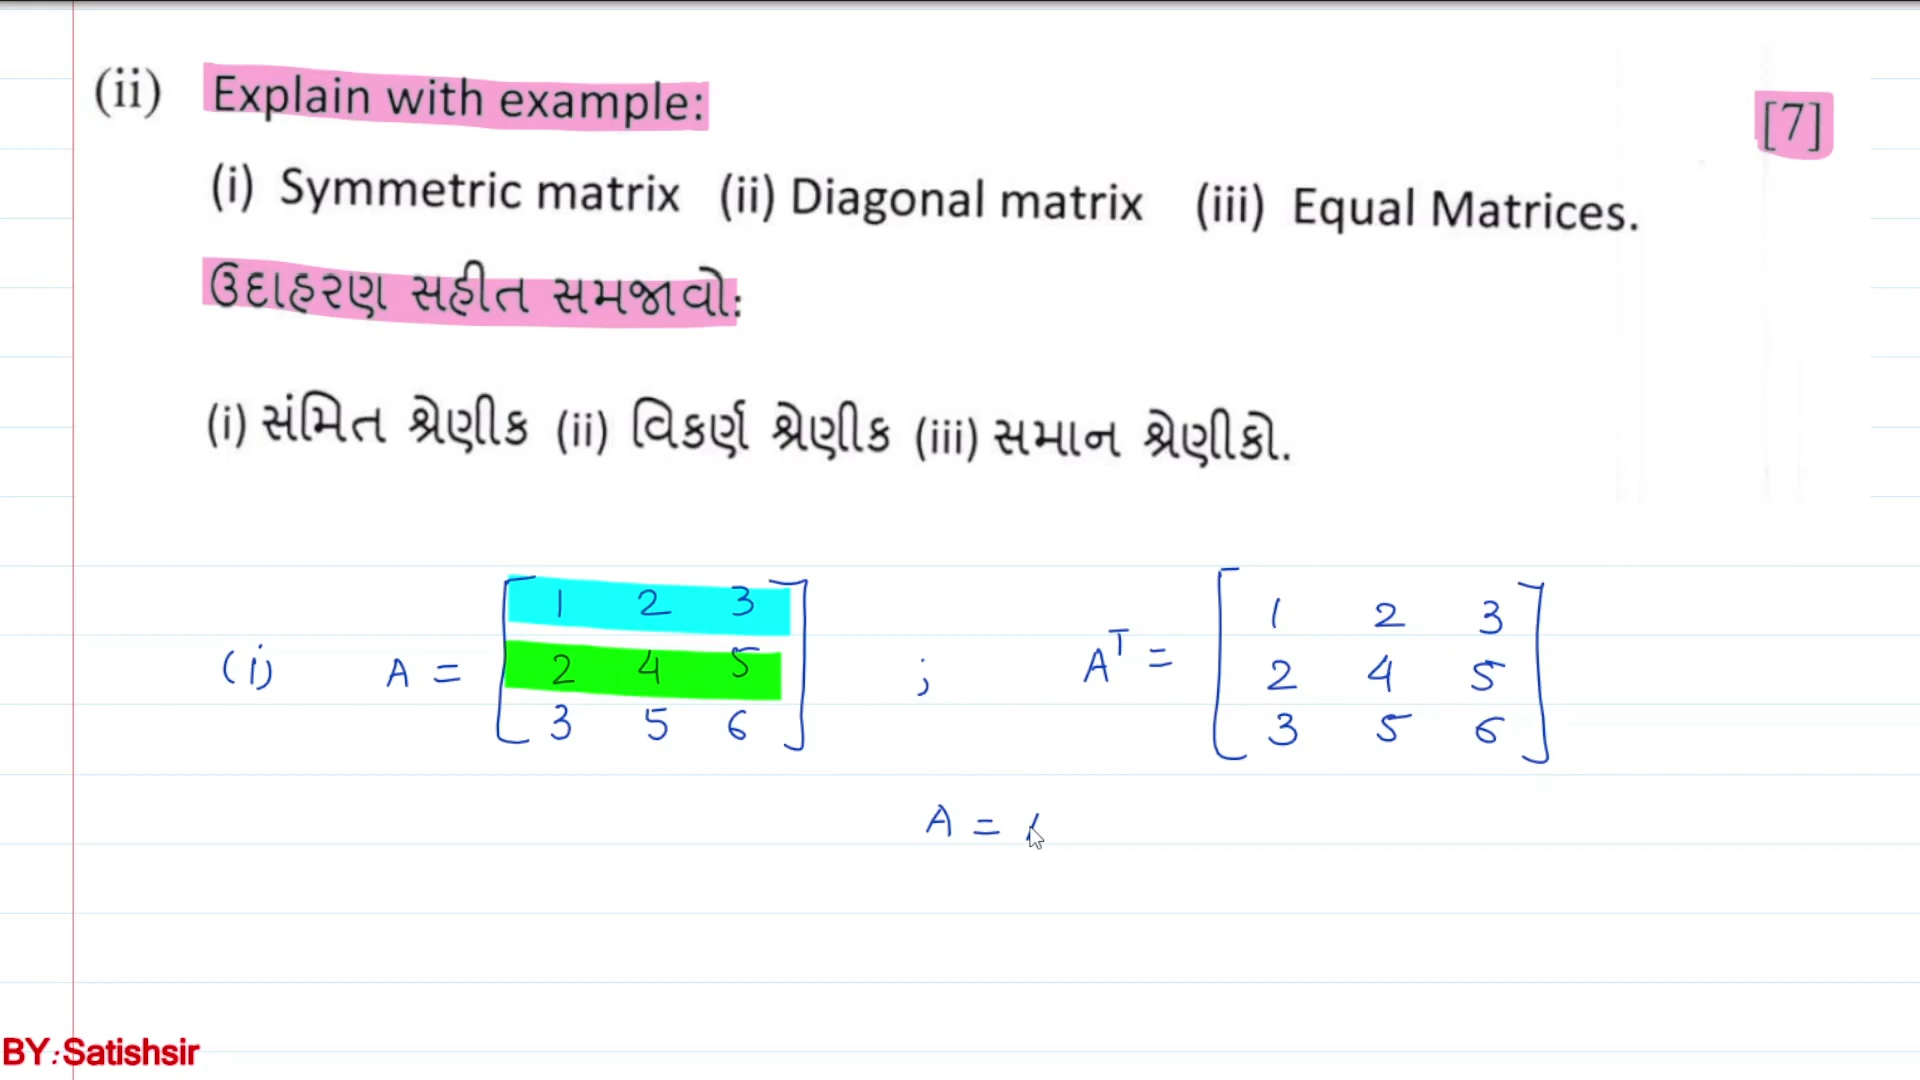 (ii) Explain with example: [7]
(i) Symmetric matrix (ii) Diagonal matrix (iii) Equal Matrices.
ઉદાહરણ સહીત સમજાવો:
(i) સંમિત શ્રેણીક (ii) વિકર્ણ શ્રેણીક (iii) સમાન શ્રેણીકો.
1 2 3 1 2 3
(i) A = 2 4 5 ; Aᵀ = 2 4 5
3 5 6 3 5 6
A =
BY:Satishsir